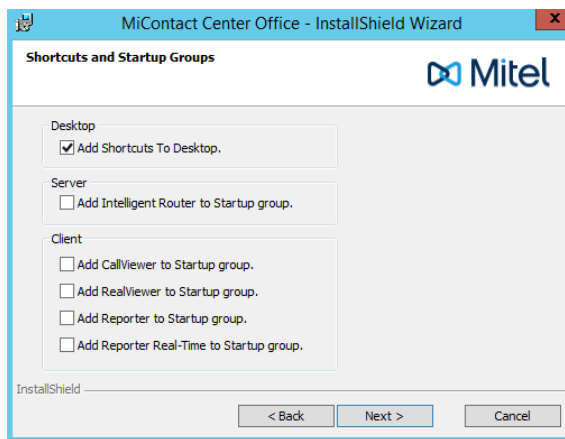 MiContact Center Office - InstallShield Wizard
x
Shortcuts and Startup Groups
Mitel
Desktop
Add Shortcuts To Desktop.
Server
Add Intelligent Router to Startup group.
Client
Add CallViewer to Startup group.
Add RealViewer to Startup group.
Add Reporter to Startup group.
Add Reporter Real-Time to Startup group.
InstallShield
< Back Next > Cancel